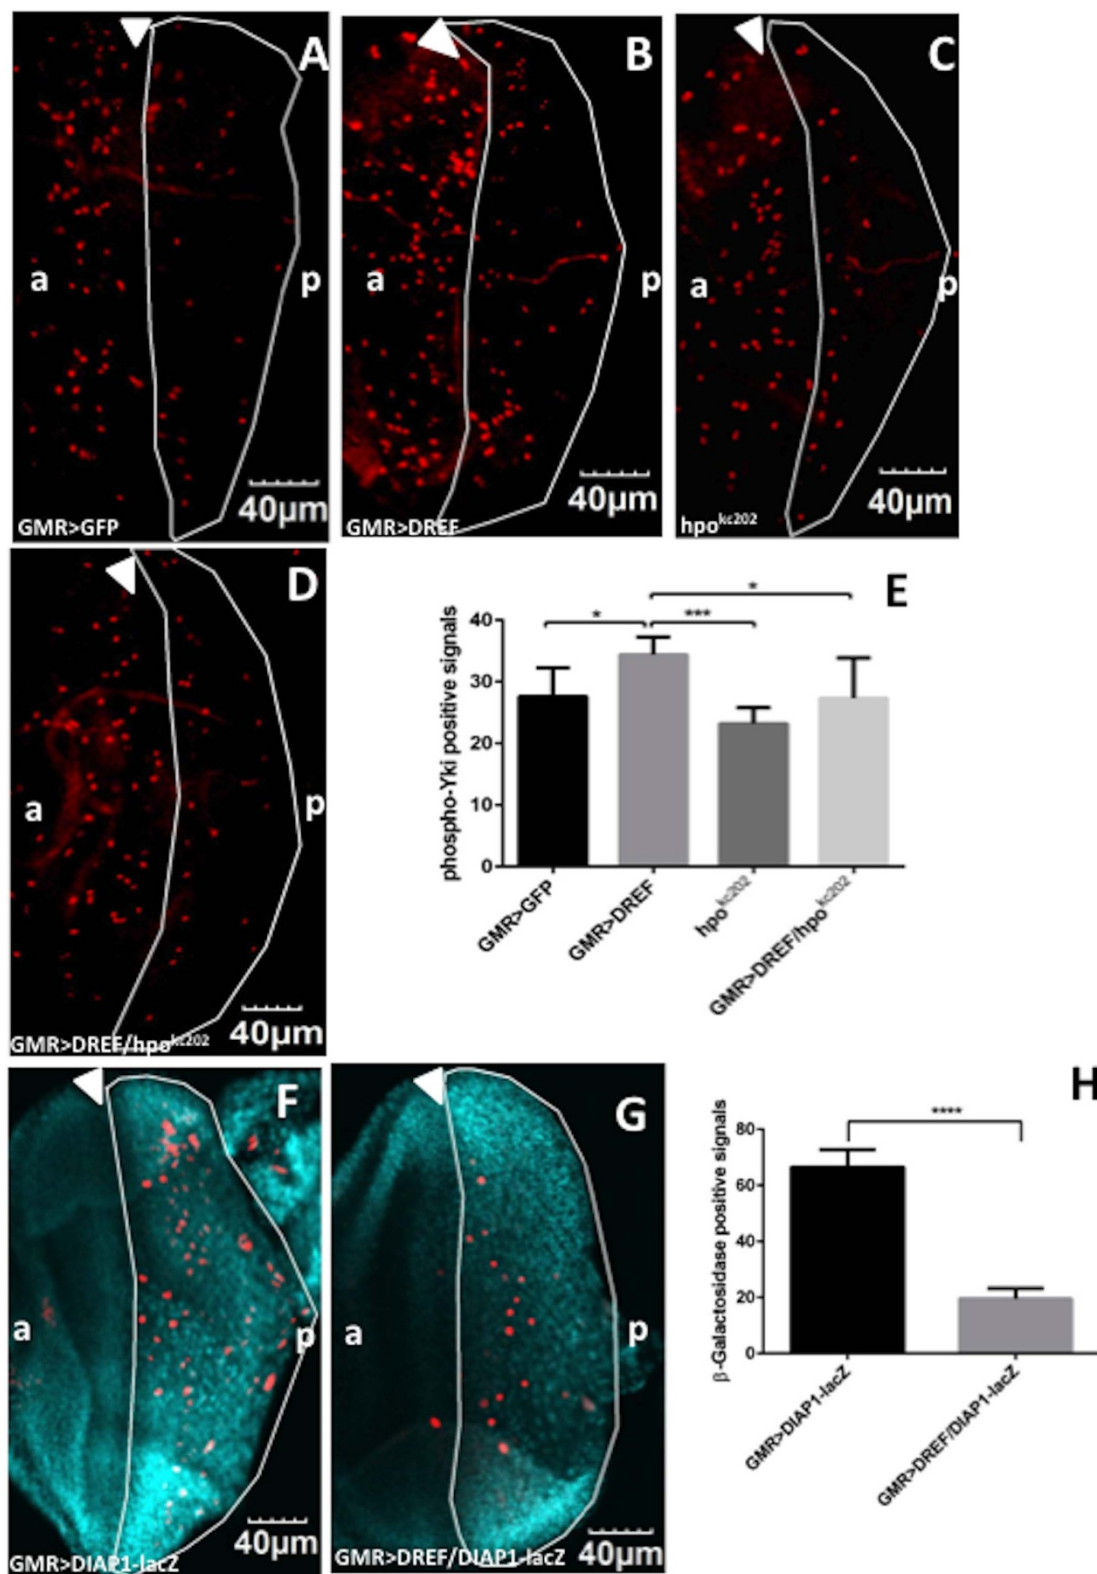 A
a
p
40μm
GMR>GFP
B
a
p
40μm
GMR>DREF
C
a
p
40μm
hpo^kc202
D
a
p
40μm
GMR>DREF/hpo^kc202
E
*
*
***
phospho-Yki positive signals
40
30
20
10
0
GMR>GFP
GMR>DREF
hpo^kc202
GMR>DREF/hpo^kc202
F
a
p
40μm
GMR>DIAP1-lacZ
G
a
p
40μm
GMR>DREF/DIAP1-lacZ
H
****
β-Galactosidase positive signals
80
60
40
20
0
GMR>DIAP1-lacZ
GMR>DREF/DIAP1-lacZ